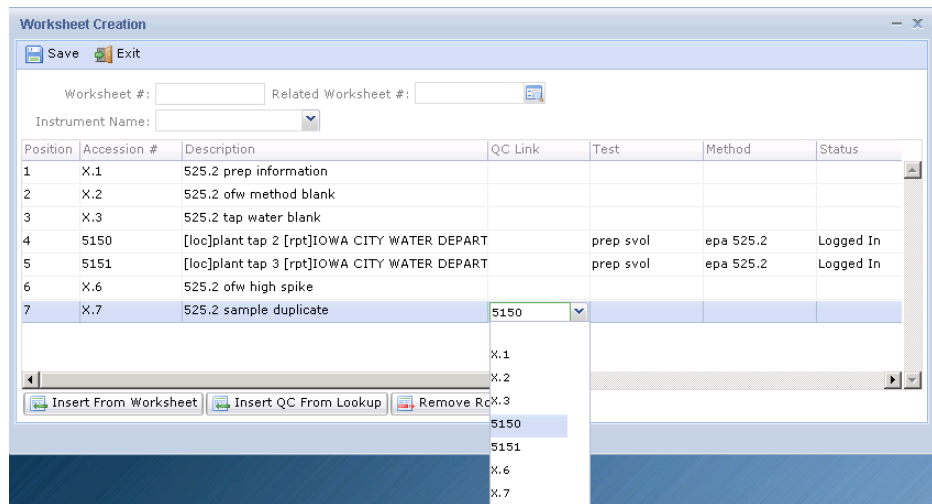 Worksheet Creation
Save Exit
Worksheet #: Related Worksheet #:
Instrument Name:
Position Accession # Description QC Link Test Method Status
1 X.1 525.2 prep information
2 X.2 525.2 ofw method blank
3 X.3 525.2 tap water blank
4 5150 [loc]plant tap 2 [rpt]IOWA CITY WATER DEPART prep svol epa 525.2 Logged In
5 5151 [loc]plant tap 3 [rpt]IOWA CITY WATER DEPART prep svol epa 525.2 Logged In
6 X.6 525.2 ofw high spike
7 X.7 525.2 sample duplicate 5150
X.1
X.2
Insert From Worksheet Insert QC From Lookup Remove Ro
X.3
5150
5151
X.6
X.7